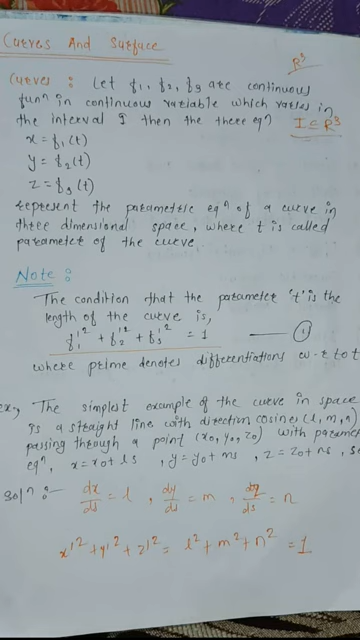 Curves And Surface
R³
Curves : Let f₁, f₂, f₃ are continuous
funⁿ in continuous variable which varies in
the interval I then the three eqⁿ I ⊆ R³
x = f₁(t)
y = f₂(t)
z = f₃(t)
represent the parametric eqⁿ of a curve in
three dimensional space, where t is called
parameter of the curve.
Note :
The condition that the parameter 't' is the
length of the curve is,
f₁'² + f₂'² + f₃'² = 1 —— ①
where prime denotes differentiations w.r to t
ex, The simplest example of the curve in space
is a straight line with direction cosines (l, m, n)
passing through a point (x₀, y₀, z₀) with
eqⁿ, x = x₀ + ls , y = y₀ + ms , z = z₀ + ns ,
Solⁿ :- dx/ds = l , dy/ds = m , dz/ds = n
x'² + y'² + z'² = l² + m² + n² = 1